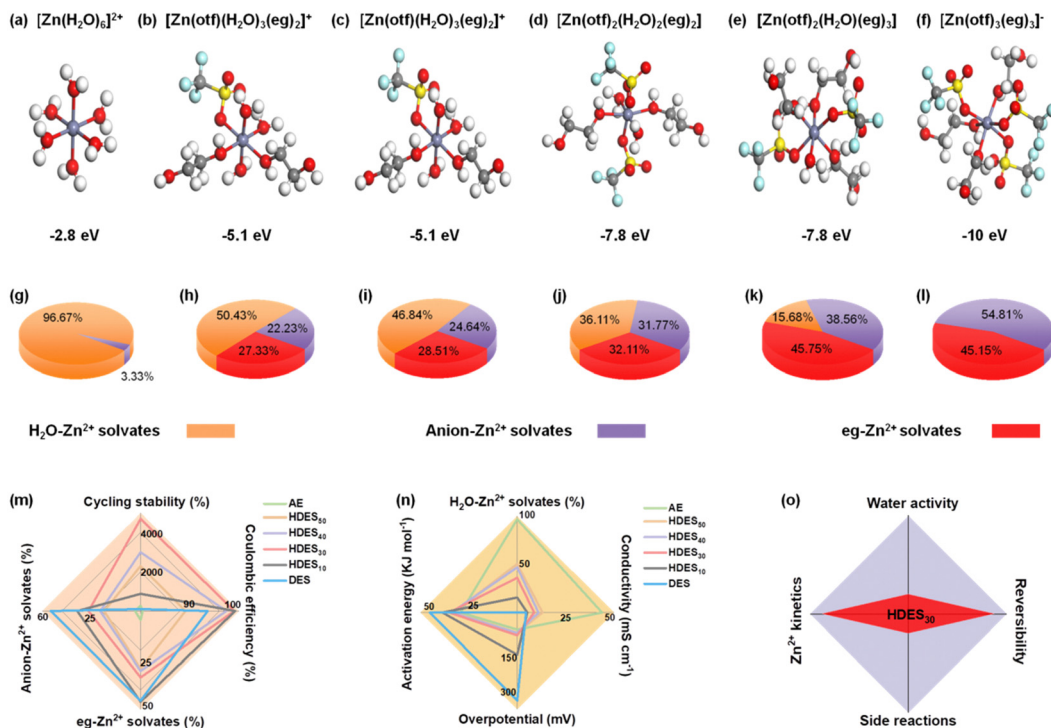 (a) [Zn(H₂O)₆]²⁺ (b) [Zn(otf)(H₂O)₃(eg)₂]⁺ (c) [Zn(otf)(H₂O)₃(eg)₂]⁺ (d) [Zn(otf)₂(H₂O)₂(eg)₂] (e) [Zn(otf)₂(H₂O)(eg)₃] (f) [Zn(otf)₃(eg)₃]⁻
-2.8 eV -5.1 eV -5.1 eV -7.8 eV -7.8 eV -10 eV
(g) (h) (i) (j) (k) (l)
96.67% 3.33%
50.43% 22.23% 27.33%
46.84% 24.64% 28.51%
36.11% 31.77% 32.11%
15.68% 38.56% 45.75%
54.81% 45.15%
H₂O-Zn²⁺ solvates Anion-Zn²⁺ solvates eg-Zn²⁺ solvates
(m) Cycling stability (%)
AE
HDES₅₀
HDES₄₀
HDES₃₀
HDES₁₀
DES
4000
2000
90 100
60 25
25
50
Anion-Zn²⁺ solvates (%)
Coulombic efficiency (%)
eg-Zn²⁺ solvates (%)
(n) H₂O-Zn²⁺ solvates (%)
AE
HDES₅₀
HDES₄₀
HDES₃₀
HDES₁₀
DES
100
50
50 25 25 50
150
300
Activation energy (KJ mol⁻¹)
Conductivity (mS cm⁻¹)
Overpotential (mV)
(o) Water activity
Zn²⁺ kinetics
HDES₃₀
Reversibility
Side reactions